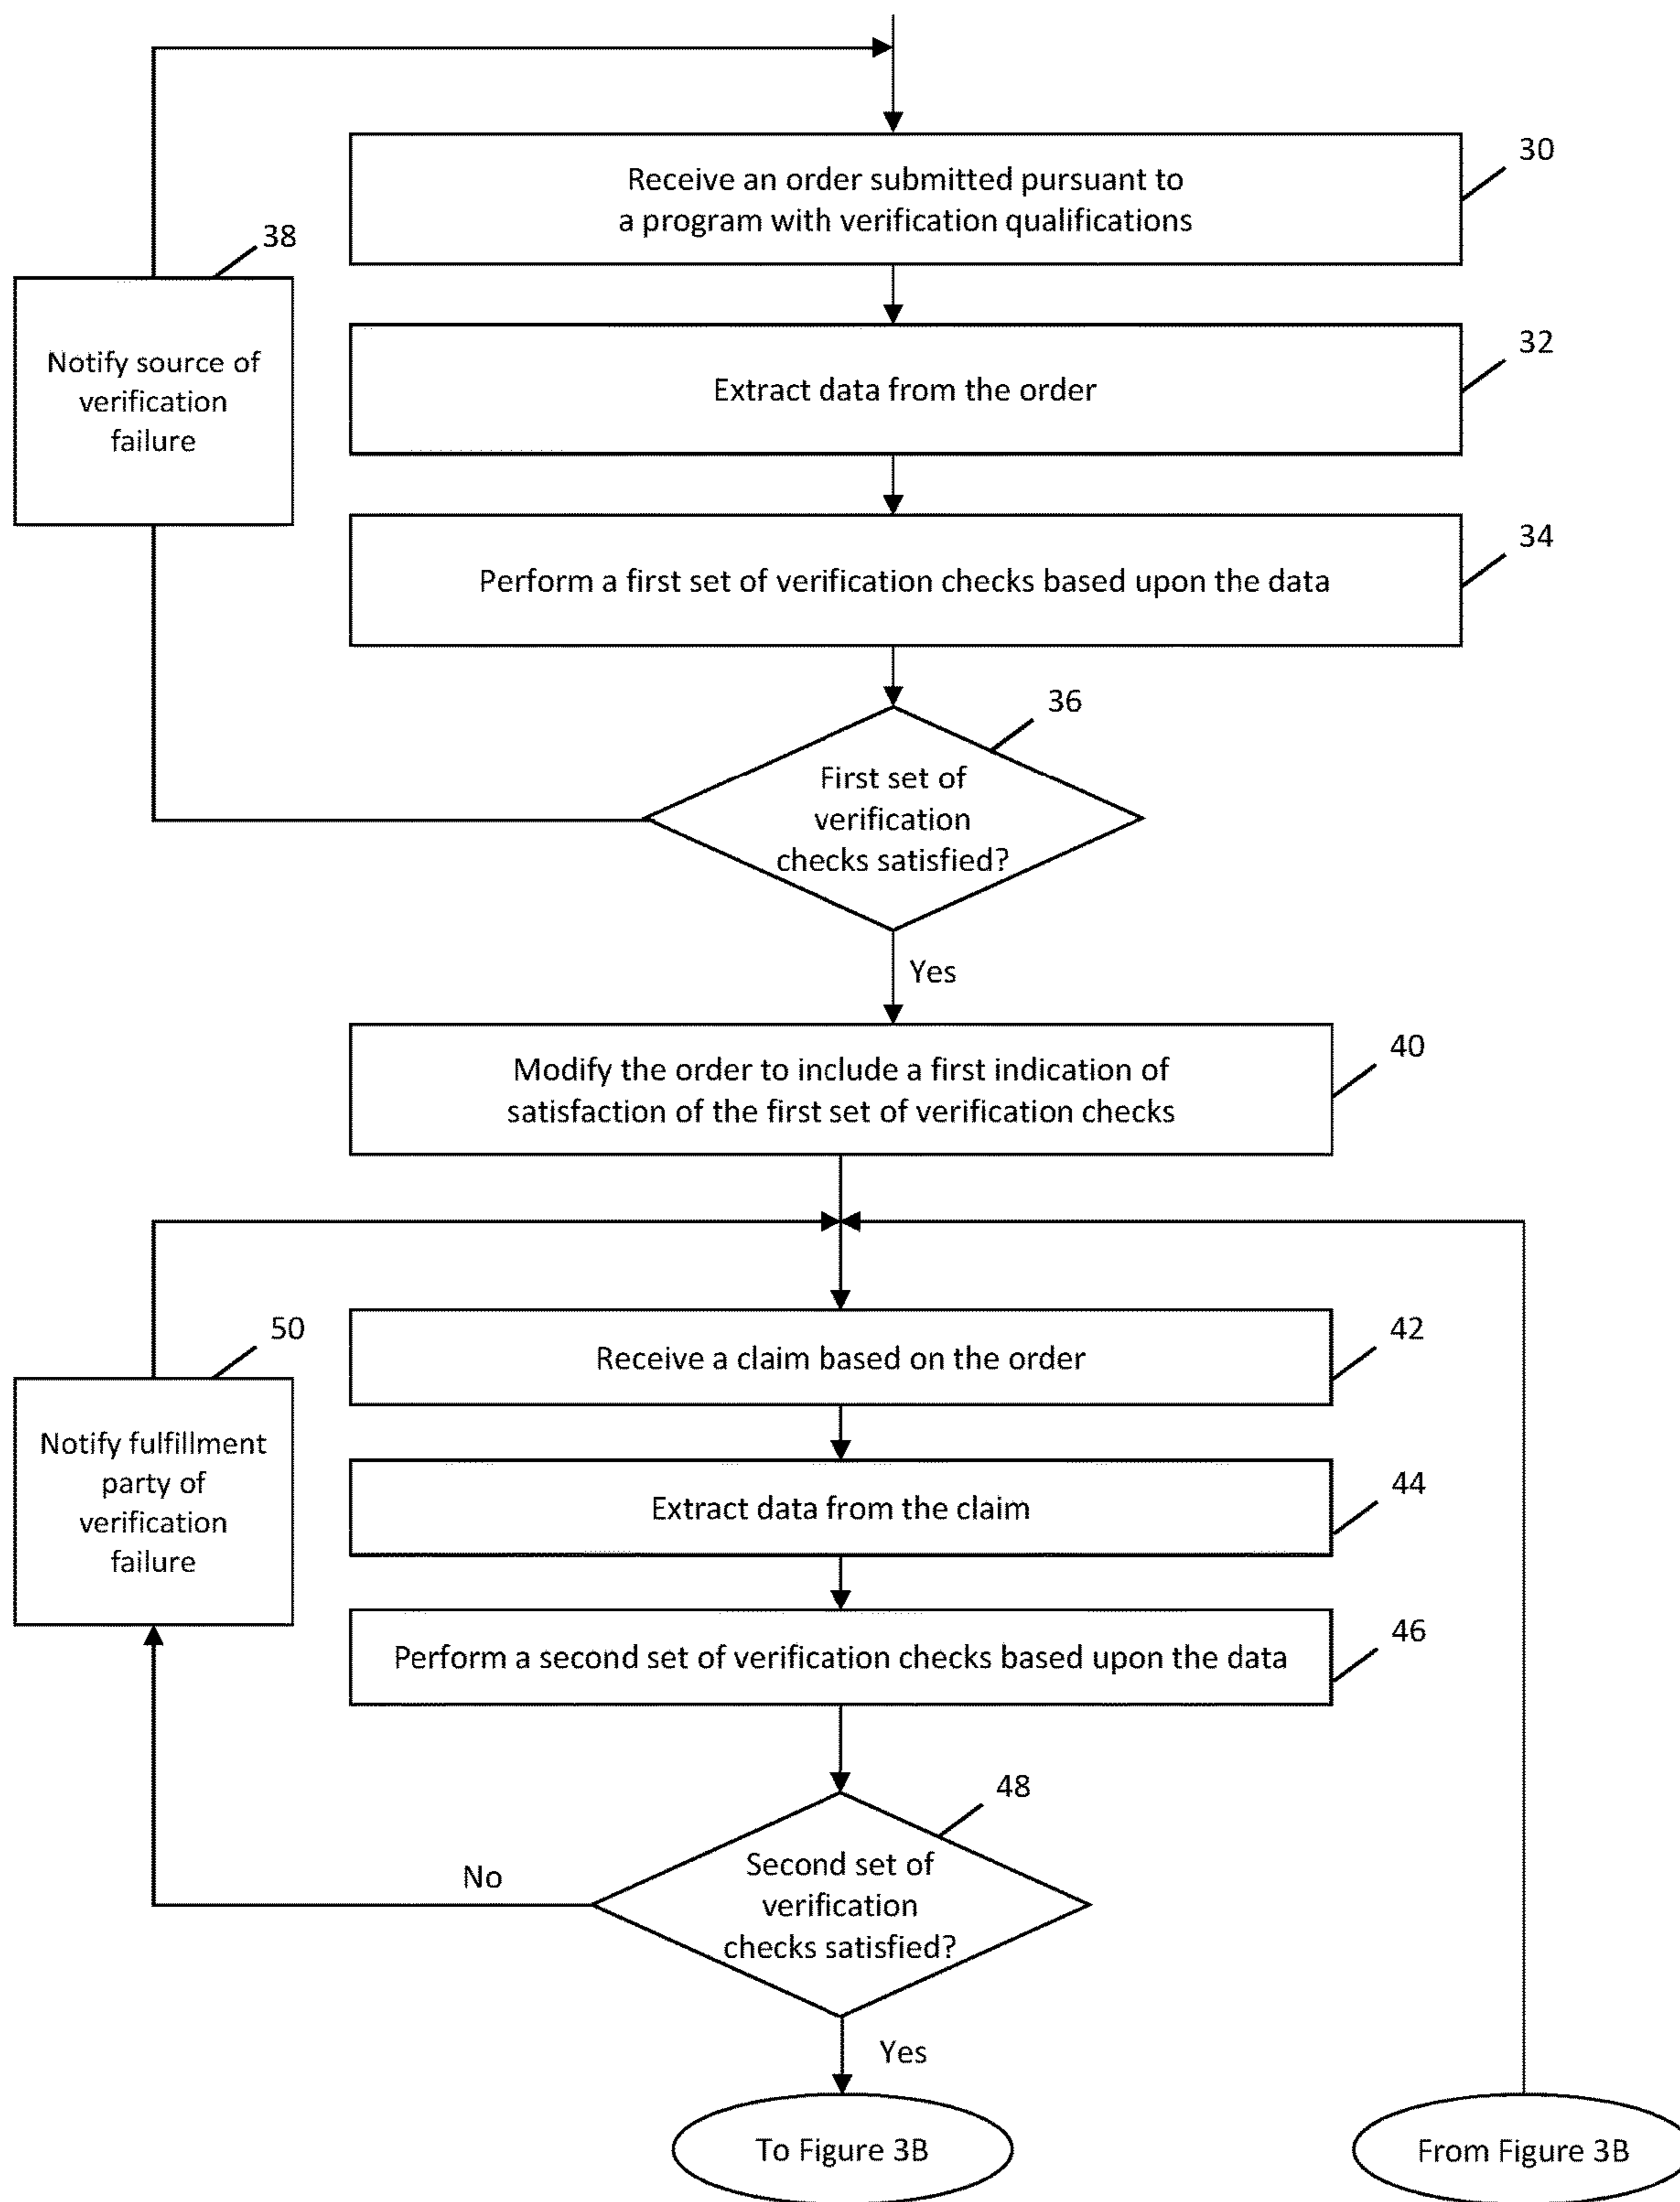 30
Receive an order submitted pursuant to
a program with verification qualifications
38
Notify source of
verification
failure
32
Extract data from the order
34
Perform a first set of verification checks based upon the data
36
First set of
verification
checks satisfied?
Yes
40
Modify the order to include a first indication of
satisfaction of the first set of verification checks
42
Receive a claim based on the order
50
Notify fulfillment
party of
verification
failure
44
Extract data from the claim
46
Perform a second set of verification checks based upon the data
48
Second set of
verification
checks satisfied?
No
Yes
To Figure 3B
From Figure 3B